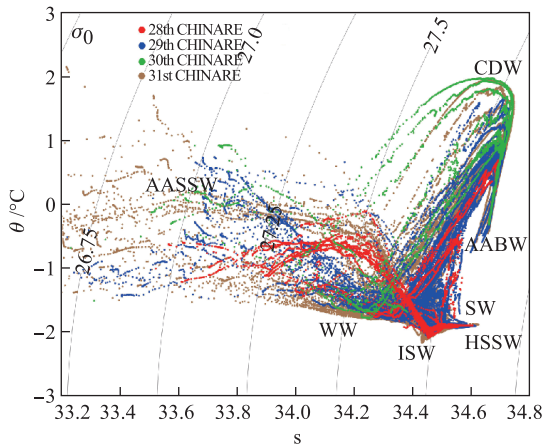 σ0
28th CHINARE
29th CHINARE
30th CHINARE
31st CHINARE
27.0
27.5
CDW
AASSW
26.75
27.25
AABW
WW
SW
HSSW
ISW
3
2
1
0
−1
−2
−3
θ/°C
33.2
33.4
33.6
33.8
34.0
34.2
34.4
34.6
34.8
s